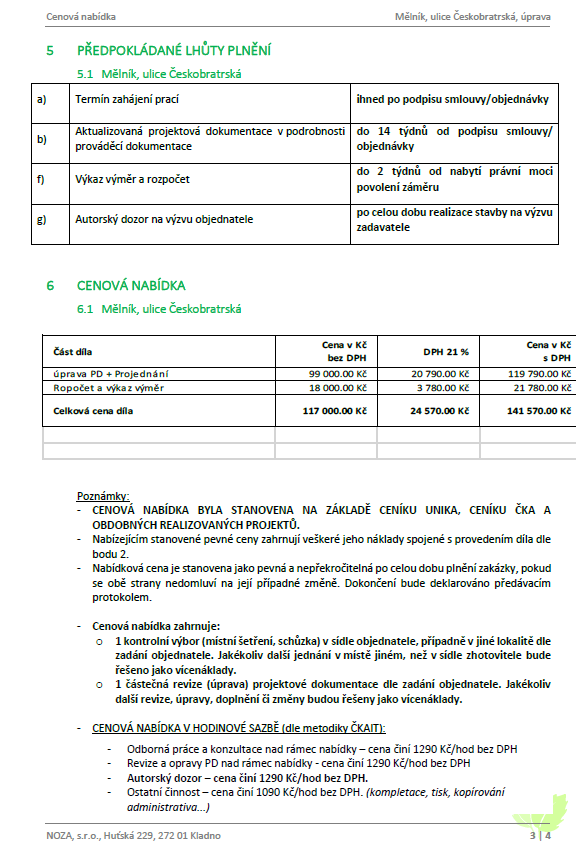 Cenová nabídka Mělník, ulice Českobratrská, úprava
5 PŘEDPOKLÁDANÉ LHŮTY PLNĚNÍ
5.1 Mělník, ulice Českobratrská
a) Termín zahájení prací ihned po podpisu smlouvy/objednávky
b) Aktualizovaná projektová dokumentace v podrobnosti prováděcí dokumentace do 14 týdnů od podpisu smlouvy/ objednávky
f) Výkaz výměr a rozpočet do 2 týdnů od nabytí právní moci povolení záměru
g) Autorský dozor na výzvu objednatele po celou dobu realizace stavby na výzvu zadavatele
6 CENOVÁ NABÍDKA
6.1 Mělník, ulice Českobratrská
Část díla Cena v Kč bez DPH DPH 21 % Cena v Kč s DPH
úprava PD + Projednání 99 000.00 Kč 20 790.00 Kč 119 790.00 Kč
Ropočet a výkaz výměr 18 000.00 Kč 3 780.00 Kč 21 780.00 Kč
Celková cena díla 117 000.00 Kč 24 570.00 Kč 141 570.00 Kč
Poznámky:
- CENOVÁ NABÍDKA BYLA STANOVENA NA ZÁKLADĚ CENÍKU UNIKA, CENÍKU ČKA A
OBDOBNÝCH REALIZOVANÝCH PROJEKTŮ.
- Nabízejícím stanovené pevné ceny zahrnují veškeré jeho náklady spojené s provedením díla dle
bodu 2.
- Nabídková cena je stanovena jako pevná a nepřekročitelná po celou dobu plnění zakázky, pokud
se obě strany nedomluví na její případné změně. Dokončení bude deklarováno předávacím
protokolem.
- Cenová nabídka zahrnuje:
o 1 kontrolní výbor (místní šetření, schůzka) v sídle objednatele, případně v jiné lokalitě dle
zadání objednatele. Jakékoliv další jednání v místě jiném, než v sídle zhotovitele bude
řešeno jako vícenáklady.
o 1 částečná revize (úprava) projektové dokumentace dle zadání objednatele. Jakékoliv
další revize, úpravy, doplnění či změny budou řešeny jako vícenáklady.
- CENOVÁ NABÍDKA V HODINOVÉ SAZBĚ (dle metodiky ČKAIT):
- Odborná práce a konzultace nad rámec nabídky – cena činí 1290 Kč/hod bez DPH
- Revize a opravy PD nad rámec nabídky - cena činí 1290 Kč/hod bez DPH
- Autorský dozor – cena činí 1290 Kč/hod bez DPH.
- Ostatní činnost – cena činí 1090 Kč/hod bez DPH. (kompletace, tisk, kopírování
administrativa...)
NOZA, s.r.o., Huťská 229, 272 01 Kladno 3 | 4